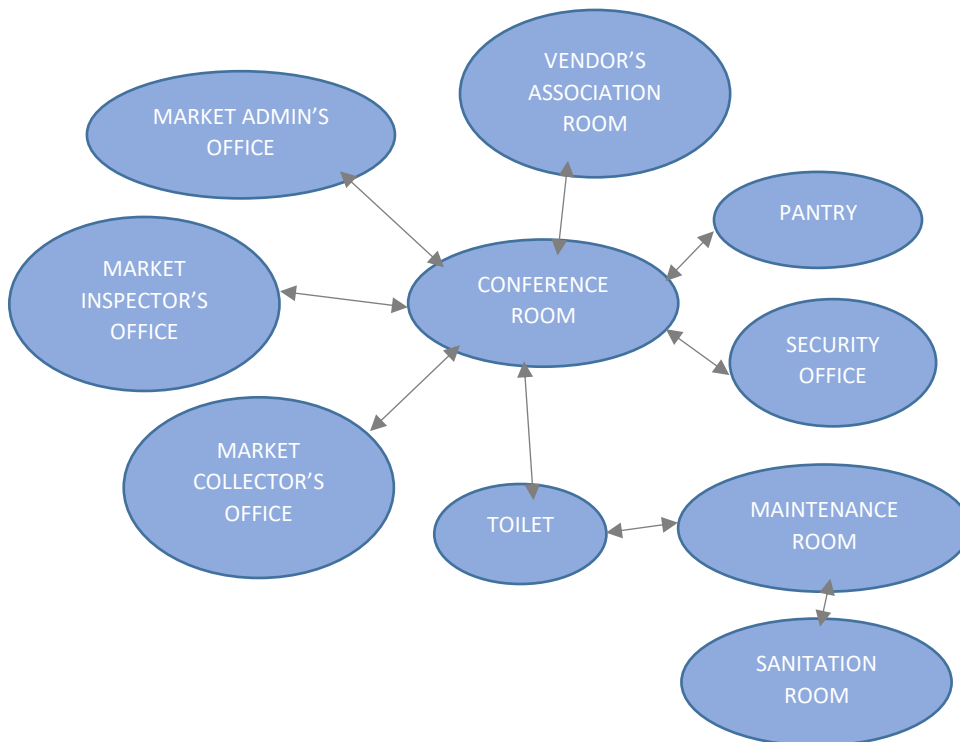 VENDOR’S
ASSOCIATION
ROOM
MARKET ADMIN’S
OFFICE
PANTRY
MARKET
INSPECTOR’S
OFFICE
CONFERENCE
ROOM
SECURITY
OFFICE
MARKET
COLLECTOR’S
OFFICE
TOILET
MAINTENANCE
ROOM
SANITATION
ROOM